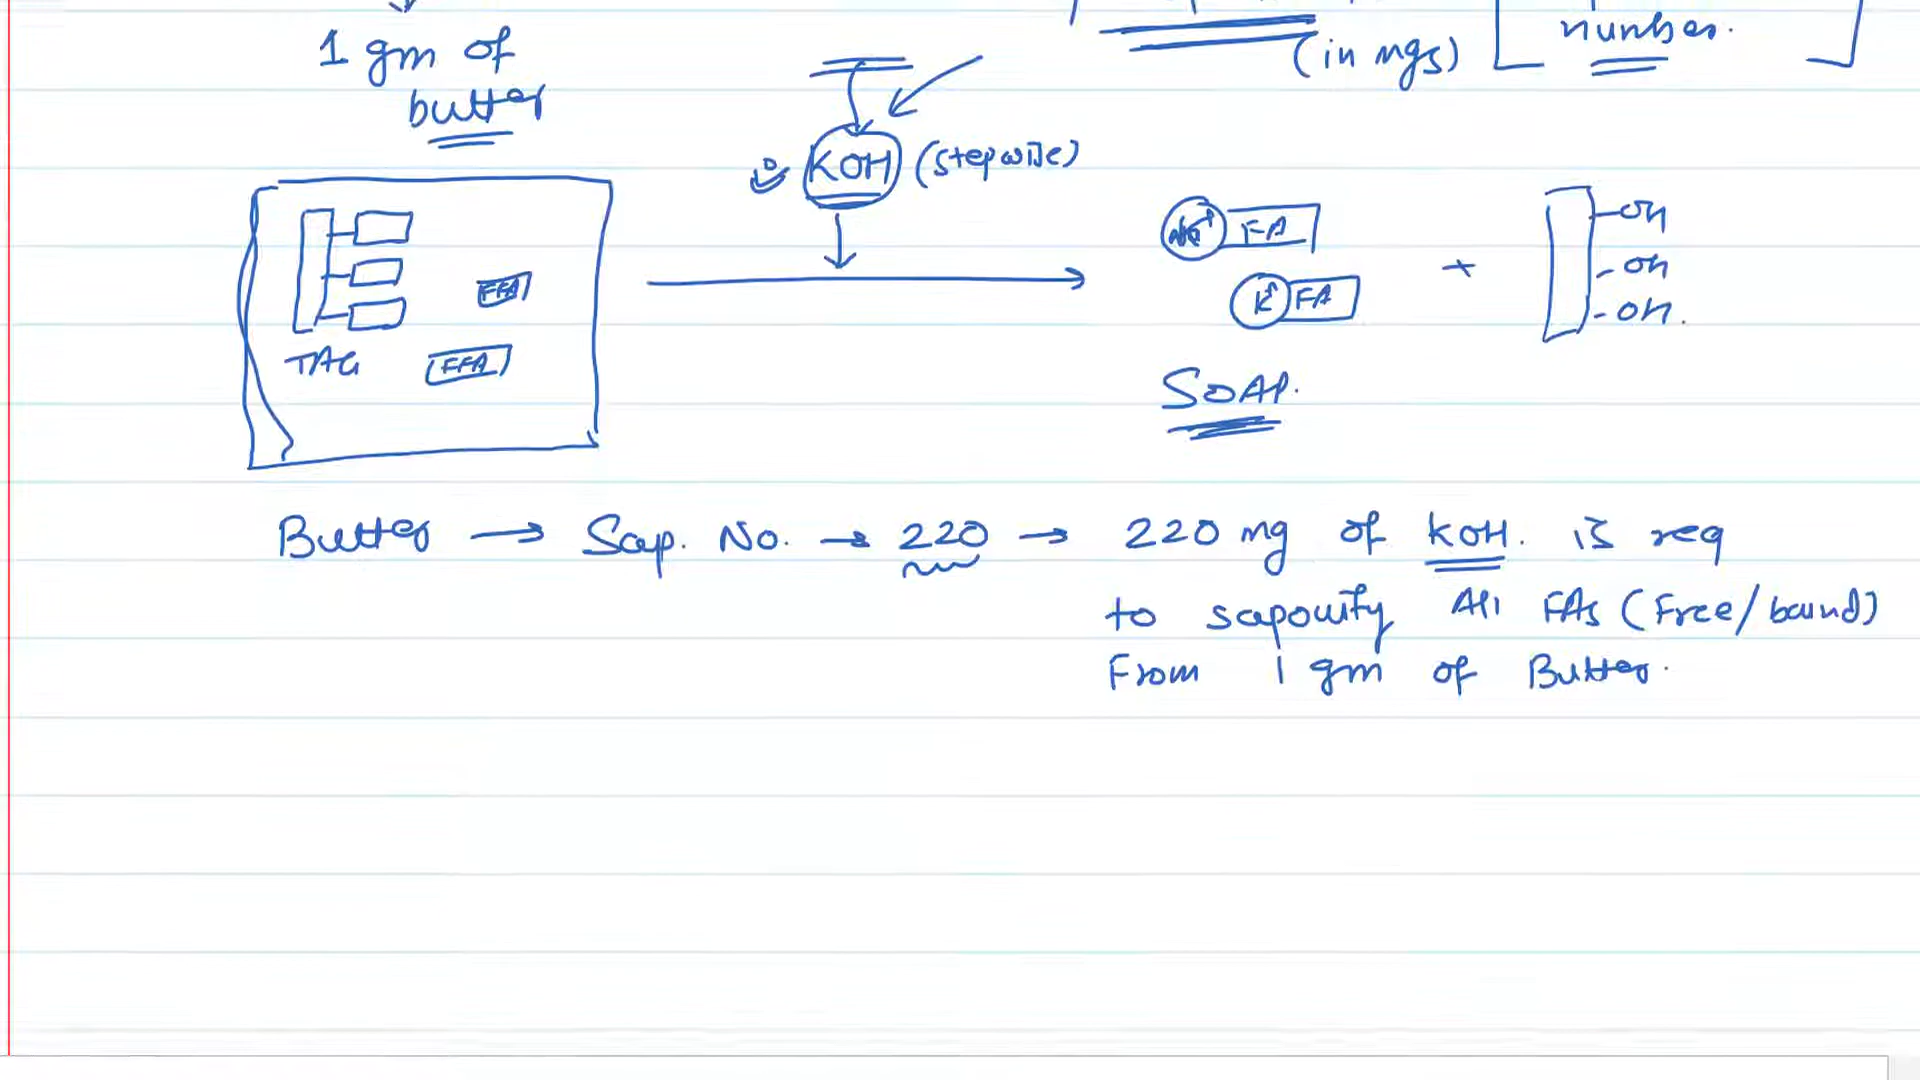 1 gm of
butter
(in mgs)
number.
KOH (stepwise)
TAG
FFA
FFA
FA
K+ FA
+
-OH
-OH
-OH.
SOAP.
Butter → Sap. No. → 220 → 220 mg of KOH. is req
to saponify All FAs (Free/bound)
From 1 gm of Butter.